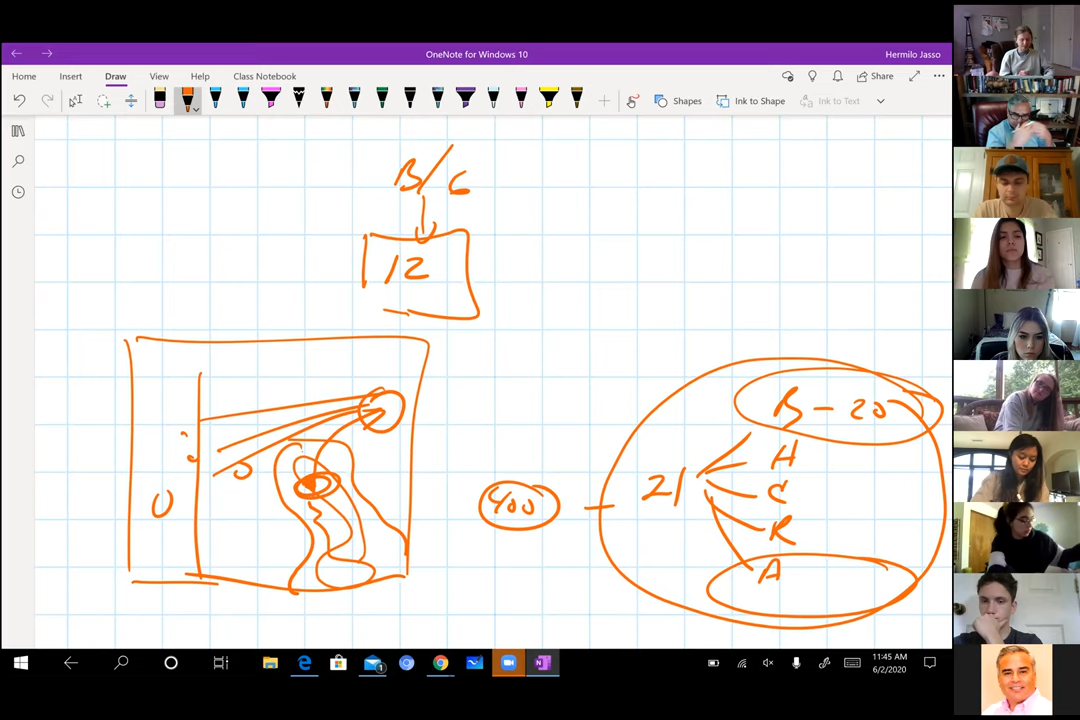 OneNote for Windows 10
Hermilo Jasso
Home Insert Draw View Help Class Notebook
Share
Shapes
Ink to Shape
Ink to Text
B/C
12
B - 20
H
21
C
R
A
400
11:45 AM
6/2/2020